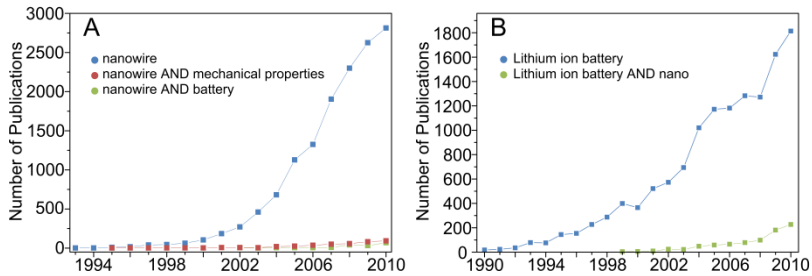 A
Number of Publications
3000
2500
2000
1500
1000
500
0
nanowire
nanowire AND mechanical properties
nanowire AND battery
1994 1998 2002 2006 2010
B
Number of Publications
1800
1600
1400
1200
1000
800
600
400
200
0
Lithium ion battery
Lithium ion battery AND nano
1990 1994 1998 2002 2006 2010